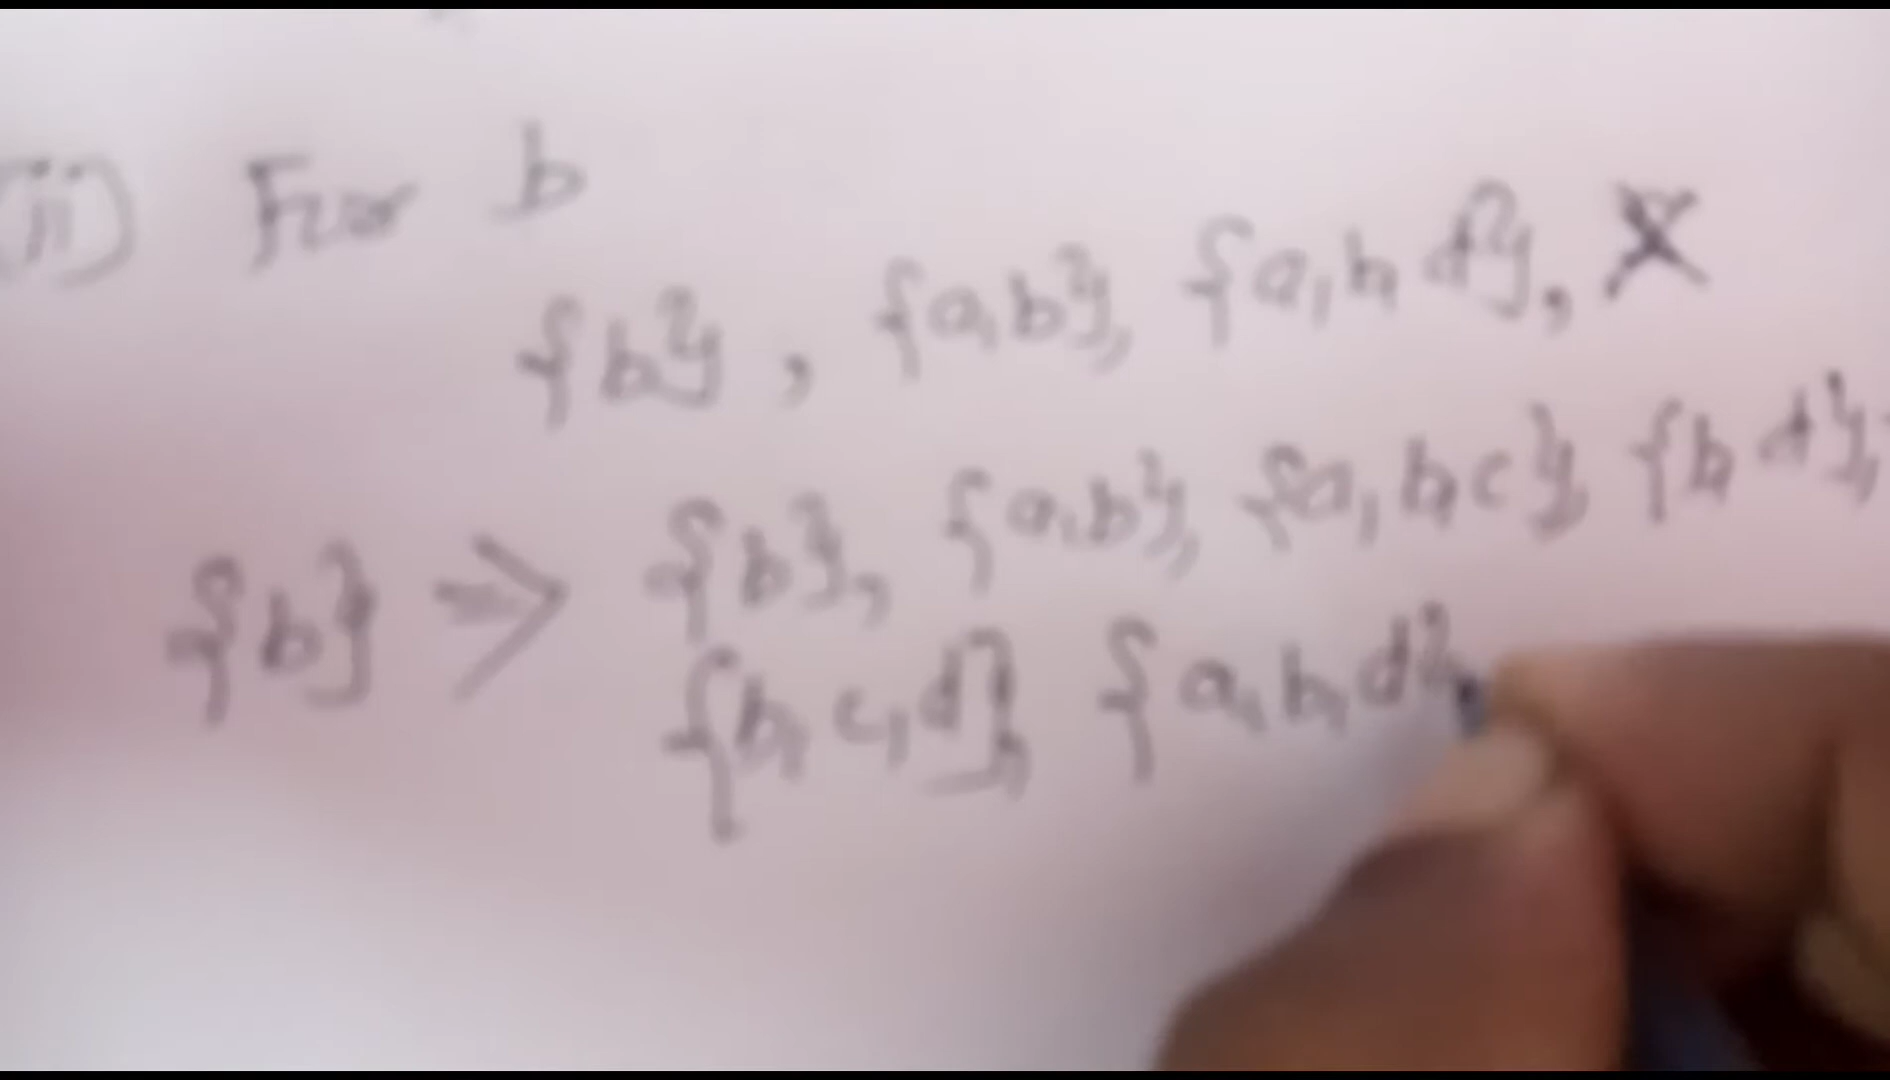 (ii) For b
{b}, {a,b}, {a,b,d}, X
{b} ⇒ {b}, {a,b}, {a,b,c}, {b,d},
{b,c,d}, {a,b,d},